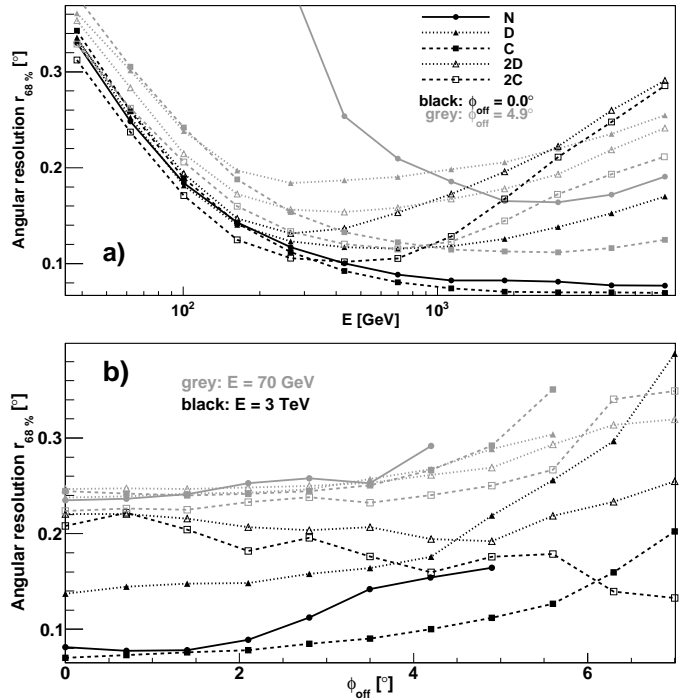 Angular resolution r68 % [°]
0.3
0.2
0.1
N
D
C
2D
2C
black: ϕoff = 0.0°
grey: ϕoff = 4.9°
a)
10²
10³
E [GeV]
Angular resolution r68 % [°]
b)
grey: E = 70 GeV
black: E = 3 TeV
0.3
0.2
0.1
0
2
4
6
ϕoff [°]